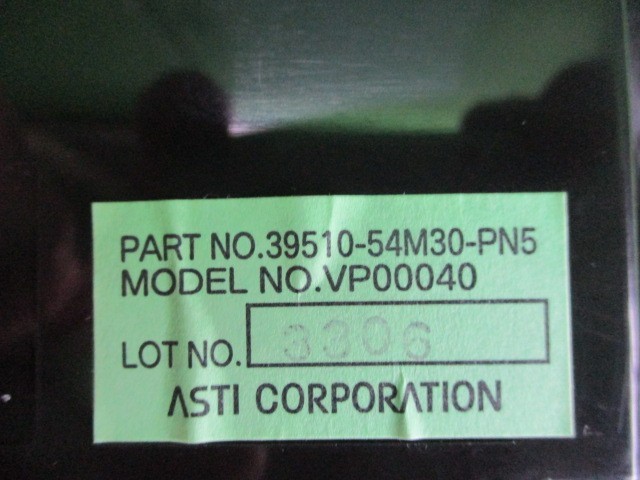 PART NO.39510-54M30-PN5
MODEL NO.VP00040
LOT NO. 3306
ASTI CORPORATION